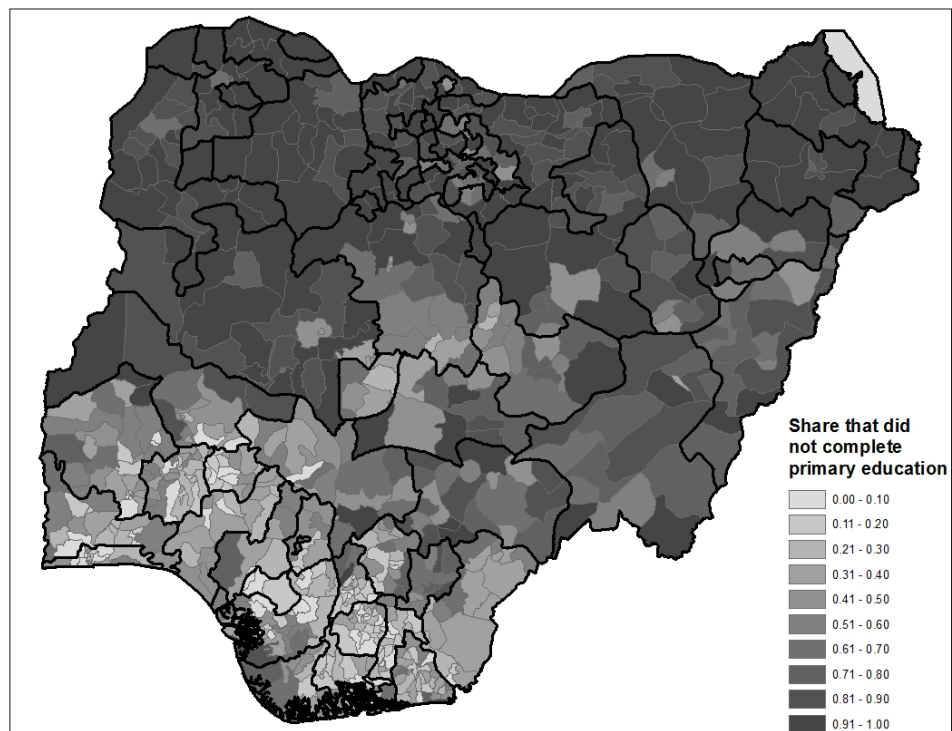 Share that did
not complete
primary education
0.00 - 0.10
0.11 - 0.20
0.21 - 0.30
0.31 - 0.40
0.41 - 0.50
0.51 - 0.60
0.61 - 0.70
0.71 - 0.80
0.81 - 0.90
0.91 - 1.00